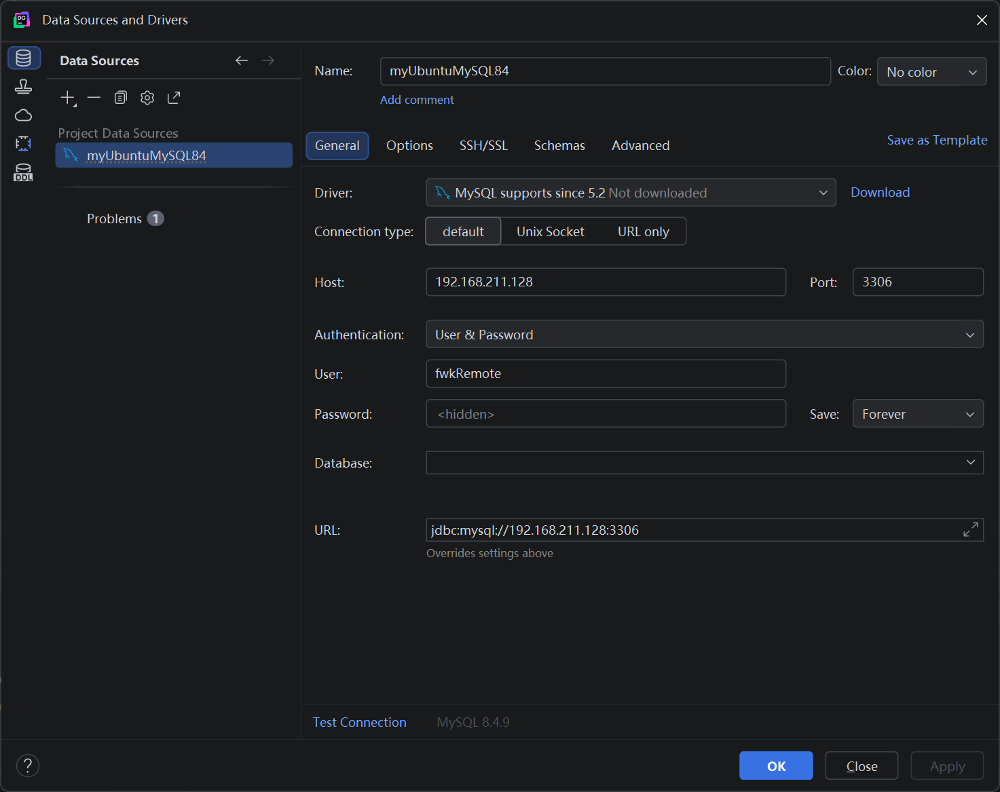 DG
Data Sources and Drivers
Data Sources
Project Data Sources
myUbuntuMySQL84
Problems 1
DDL
Name: myUbuntuMySQL84 Color: No color
Add comment
General Options SSH/SSL Schemas Advanced Save as Template
Driver: MySQL supports since 5.2 Not downloaded Download
Connection type: default Unix Socket URL only
Host: 192.168.211.128 Port: 3306
Authentication: User & Password
User: fwkRemote
Password: <hidden> Save: Forever
Database:
URL: jdbc:mysql://192.168.211.128:3306
Overrides settings above
Test Connection MySQL 8.4.9
? OK Close Apply